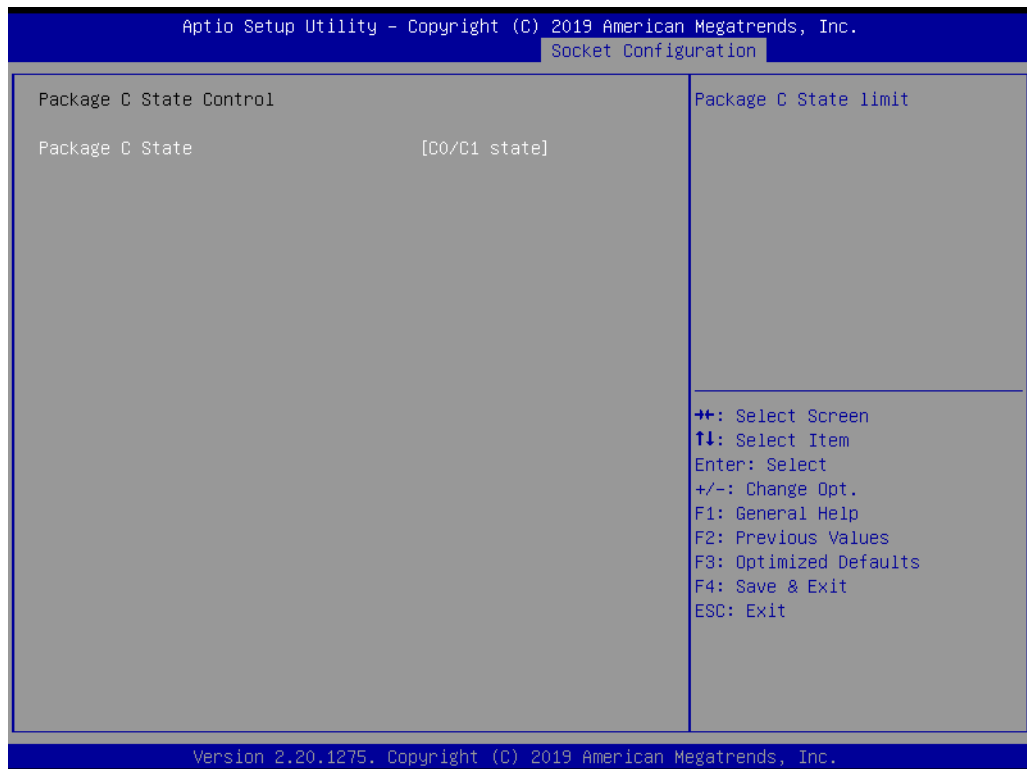 Aptio Setup Utility – Copyright (C) 2019 American Megatrends, Inc.
Socket Configuration
Package C State Control
Package C State [C0/C1 state]
Package C State limit
→←: Select Screen
↑↓: Select Item
Enter: Select
+/-: Change Opt.
F1: General Help
F2: Previous Values
F3: Optimized Defaults
F4: Save & Exit
ESC: Exit
Version 2.20.1275. Copyright (C) 2019 American Megatrends, Inc.